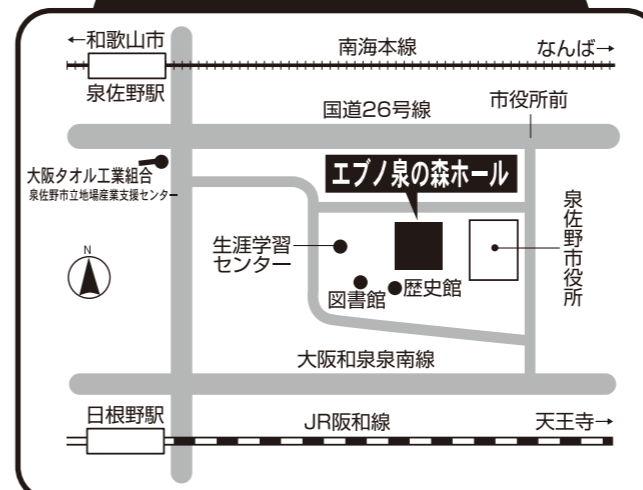 ←和歌山市
南海本線
なんば→
泉佐野駅
国道26号線
市役所前
大阪タオル工業組合
泉佐野市立地場産業支援センター
エブノ泉の森ホール
生涯学習
センター
泉佐野市役所
N
図書館
歴史館
大阪和泉泉南線
日根野駅
JR阪和線
天王寺→